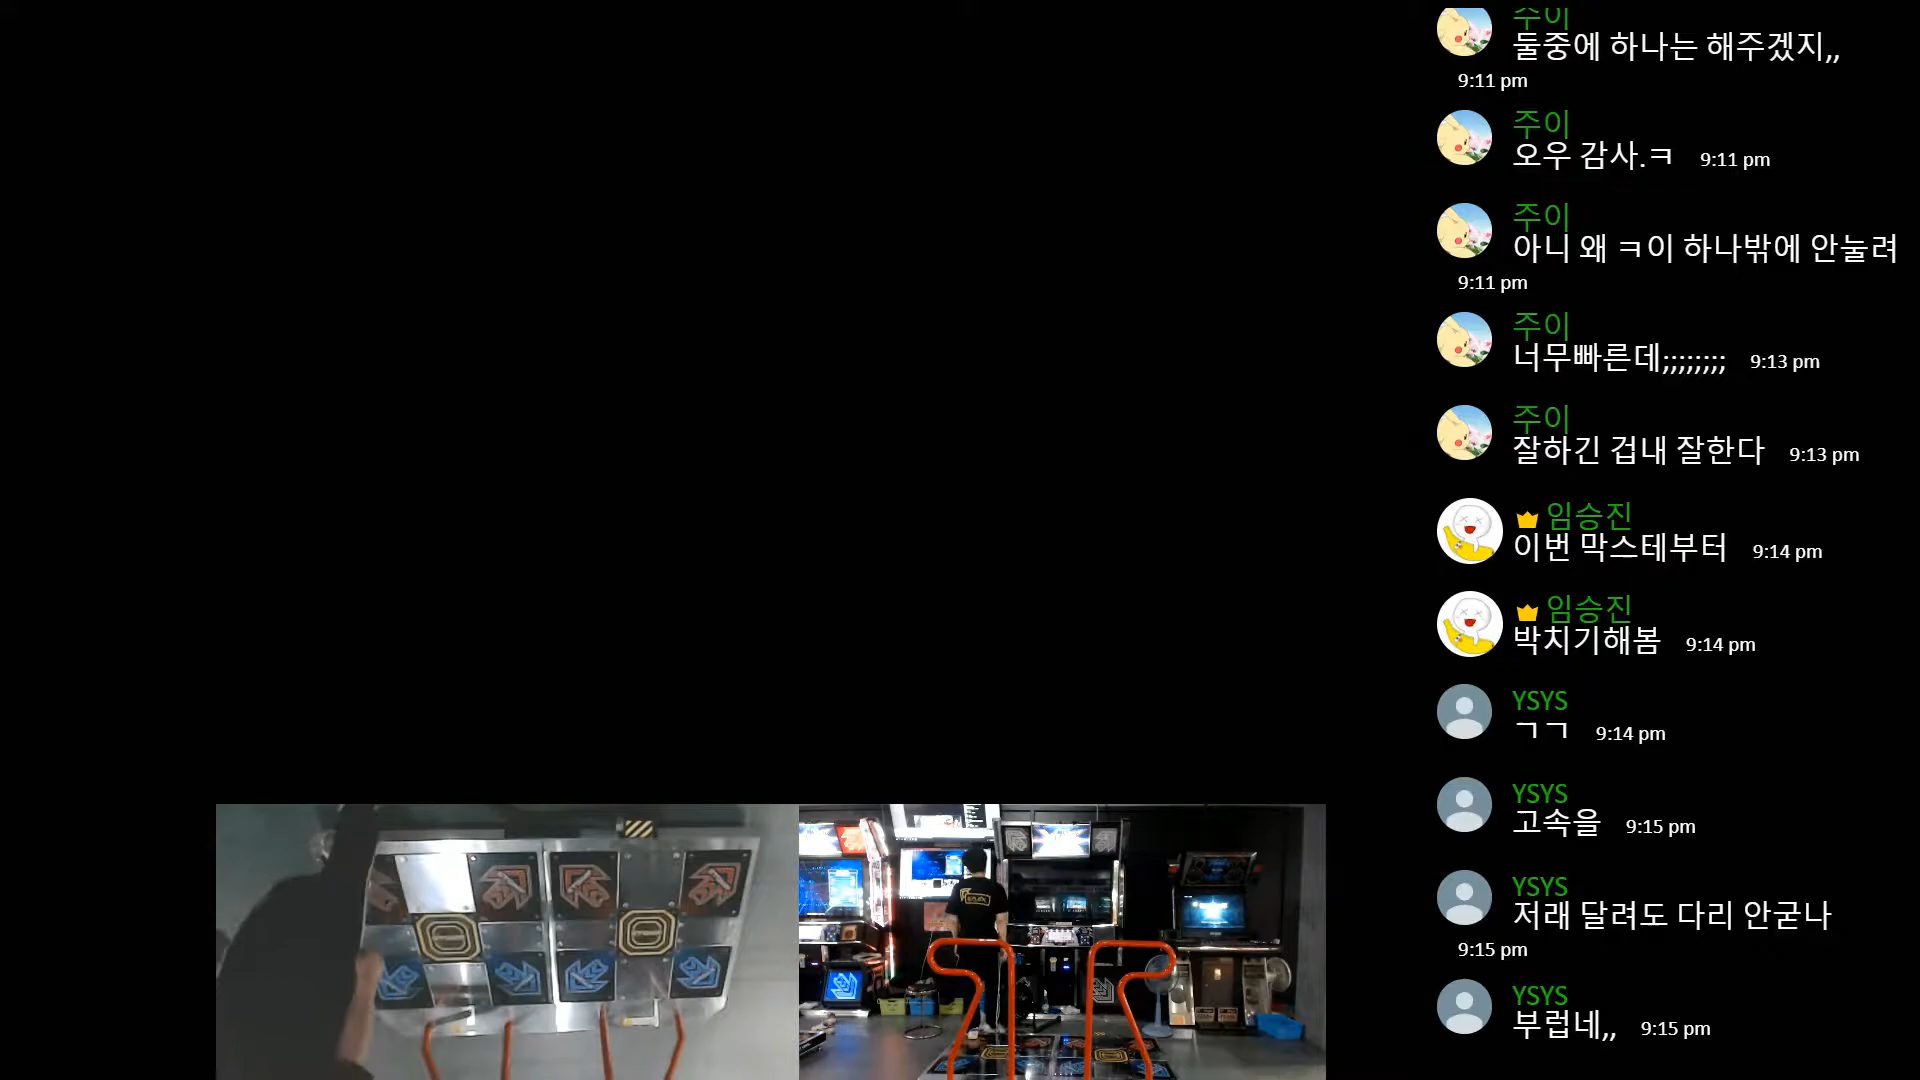 주이
둘중에 하나는 해주겠지,,
9:11 pm
주이
오우 감사.ㅋ 9:11 pm
주이
아니 왜 ㅋ이 하나밖에 안눌려
9:11 pm
주이
너무빠른데;;;;;;;; 9:13 pm
주이
잘하긴 겁내 잘한다 9:13 pm
임승진
이번 막스테부터 9:14 pm
임승진
박치기해봄 9:14 pm
YSYS
ㄱㄱ 9:14 pm
YSYS
고속을 9:15 pm
YSYS
저래 달려도 다리 안굳나
9:15 pm
YSYS
부럽네,, 9:15 pm